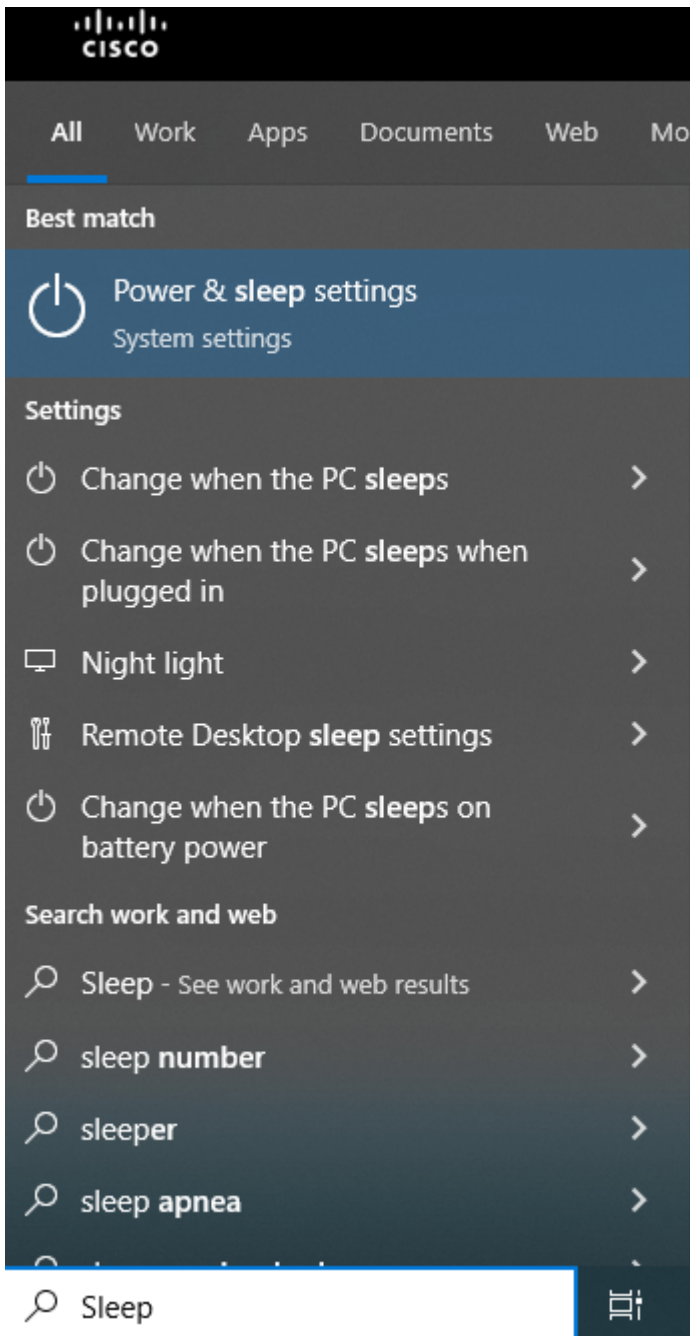 CISCO
All Work Apps Documents Web Mo
Best match
Power & sleep settings
System settings
Settings
Change when the PC sleeps
Change when the PC sleeps when
plugged in
Night light
Remote Desktop sleep settings
Change when the PC sleeps on
battery power
Search work and web
Sleep - See work and web results
sleep number
sleeper
sleep apnea
Sleep